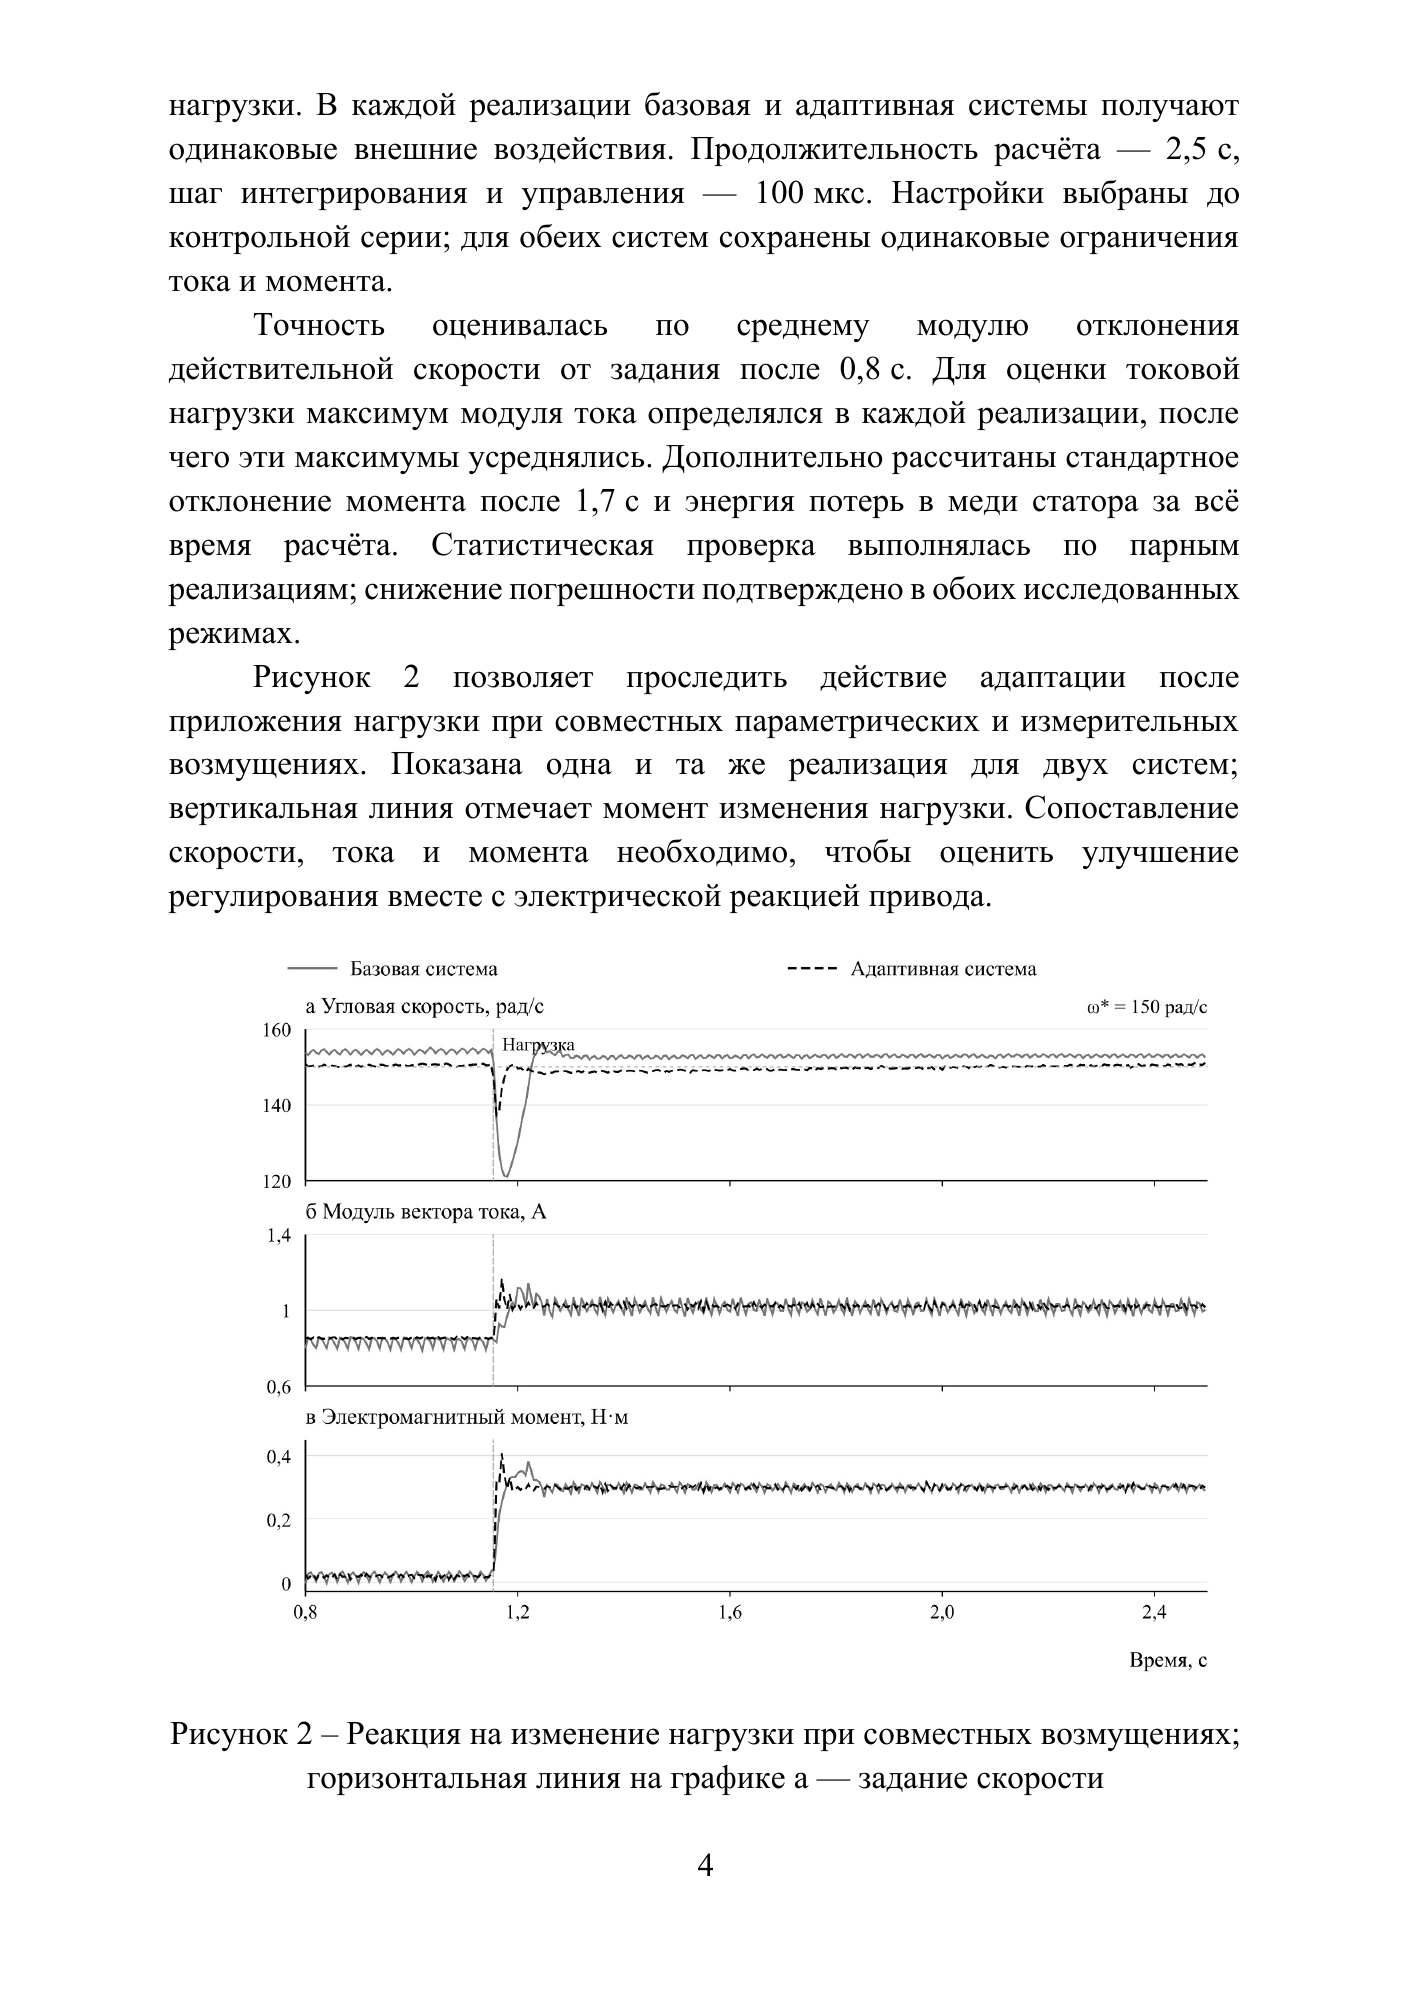 нагрузки. В каждой реализации базовая и адаптивная системы получают
одинаковые внешние воздействия. Продолжительность расчёта — 2,5 с,
шаг интегрирования и управления — 100 мкс. Настройки выбраны до
контрольной серии; для обеих систем сохранены одинаковые ограничения
тока и момента.
Точность оценивалась по среднему модулю отклонения
действительной скорости от задания после 0,8 с. Для оценки токовой
нагрузки максимум модуля тока определялся в каждой реализации, после
чего эти максимумы усреднялись. Дополнительно рассчитаны стандартное
отклонение момента после 1,7 с и энергия потерь в меди статора за всё
время расчёта. Статистическая проверка выполнялась по парным
реализациям; снижение погрешности подтверждено в обоих исследованных
режимах.
Рисунок 2 позволяет проследить действие адаптации после
приложения нагрузки при совместных параметрических и измерительных
возмущениях. Показана одна и та же реализация для двух систем;
вертикальная линия отмечает момент изменения нагрузки. Сопоставление
скорости, тока и момента необходимо, чтобы оценить улучшение
регулирования вместе с электрической реакцией привода.
Базовая система Адаптивная система
а Угловая скорость, рад/с ω* = 150 рад/с
160
Нагрузка
140
120
б Модуль вектора тока, А
1,4
1
0,6
в Электромагнитный момент, Н·м
0,4
0,2
0
0,8 1,2 1,6 2,0 2,4
Время, с
Рисунок 2 – Реакция на изменение нагрузки при совместных возмущениях;
горизонтальная линия на графике а — задание скорости
4